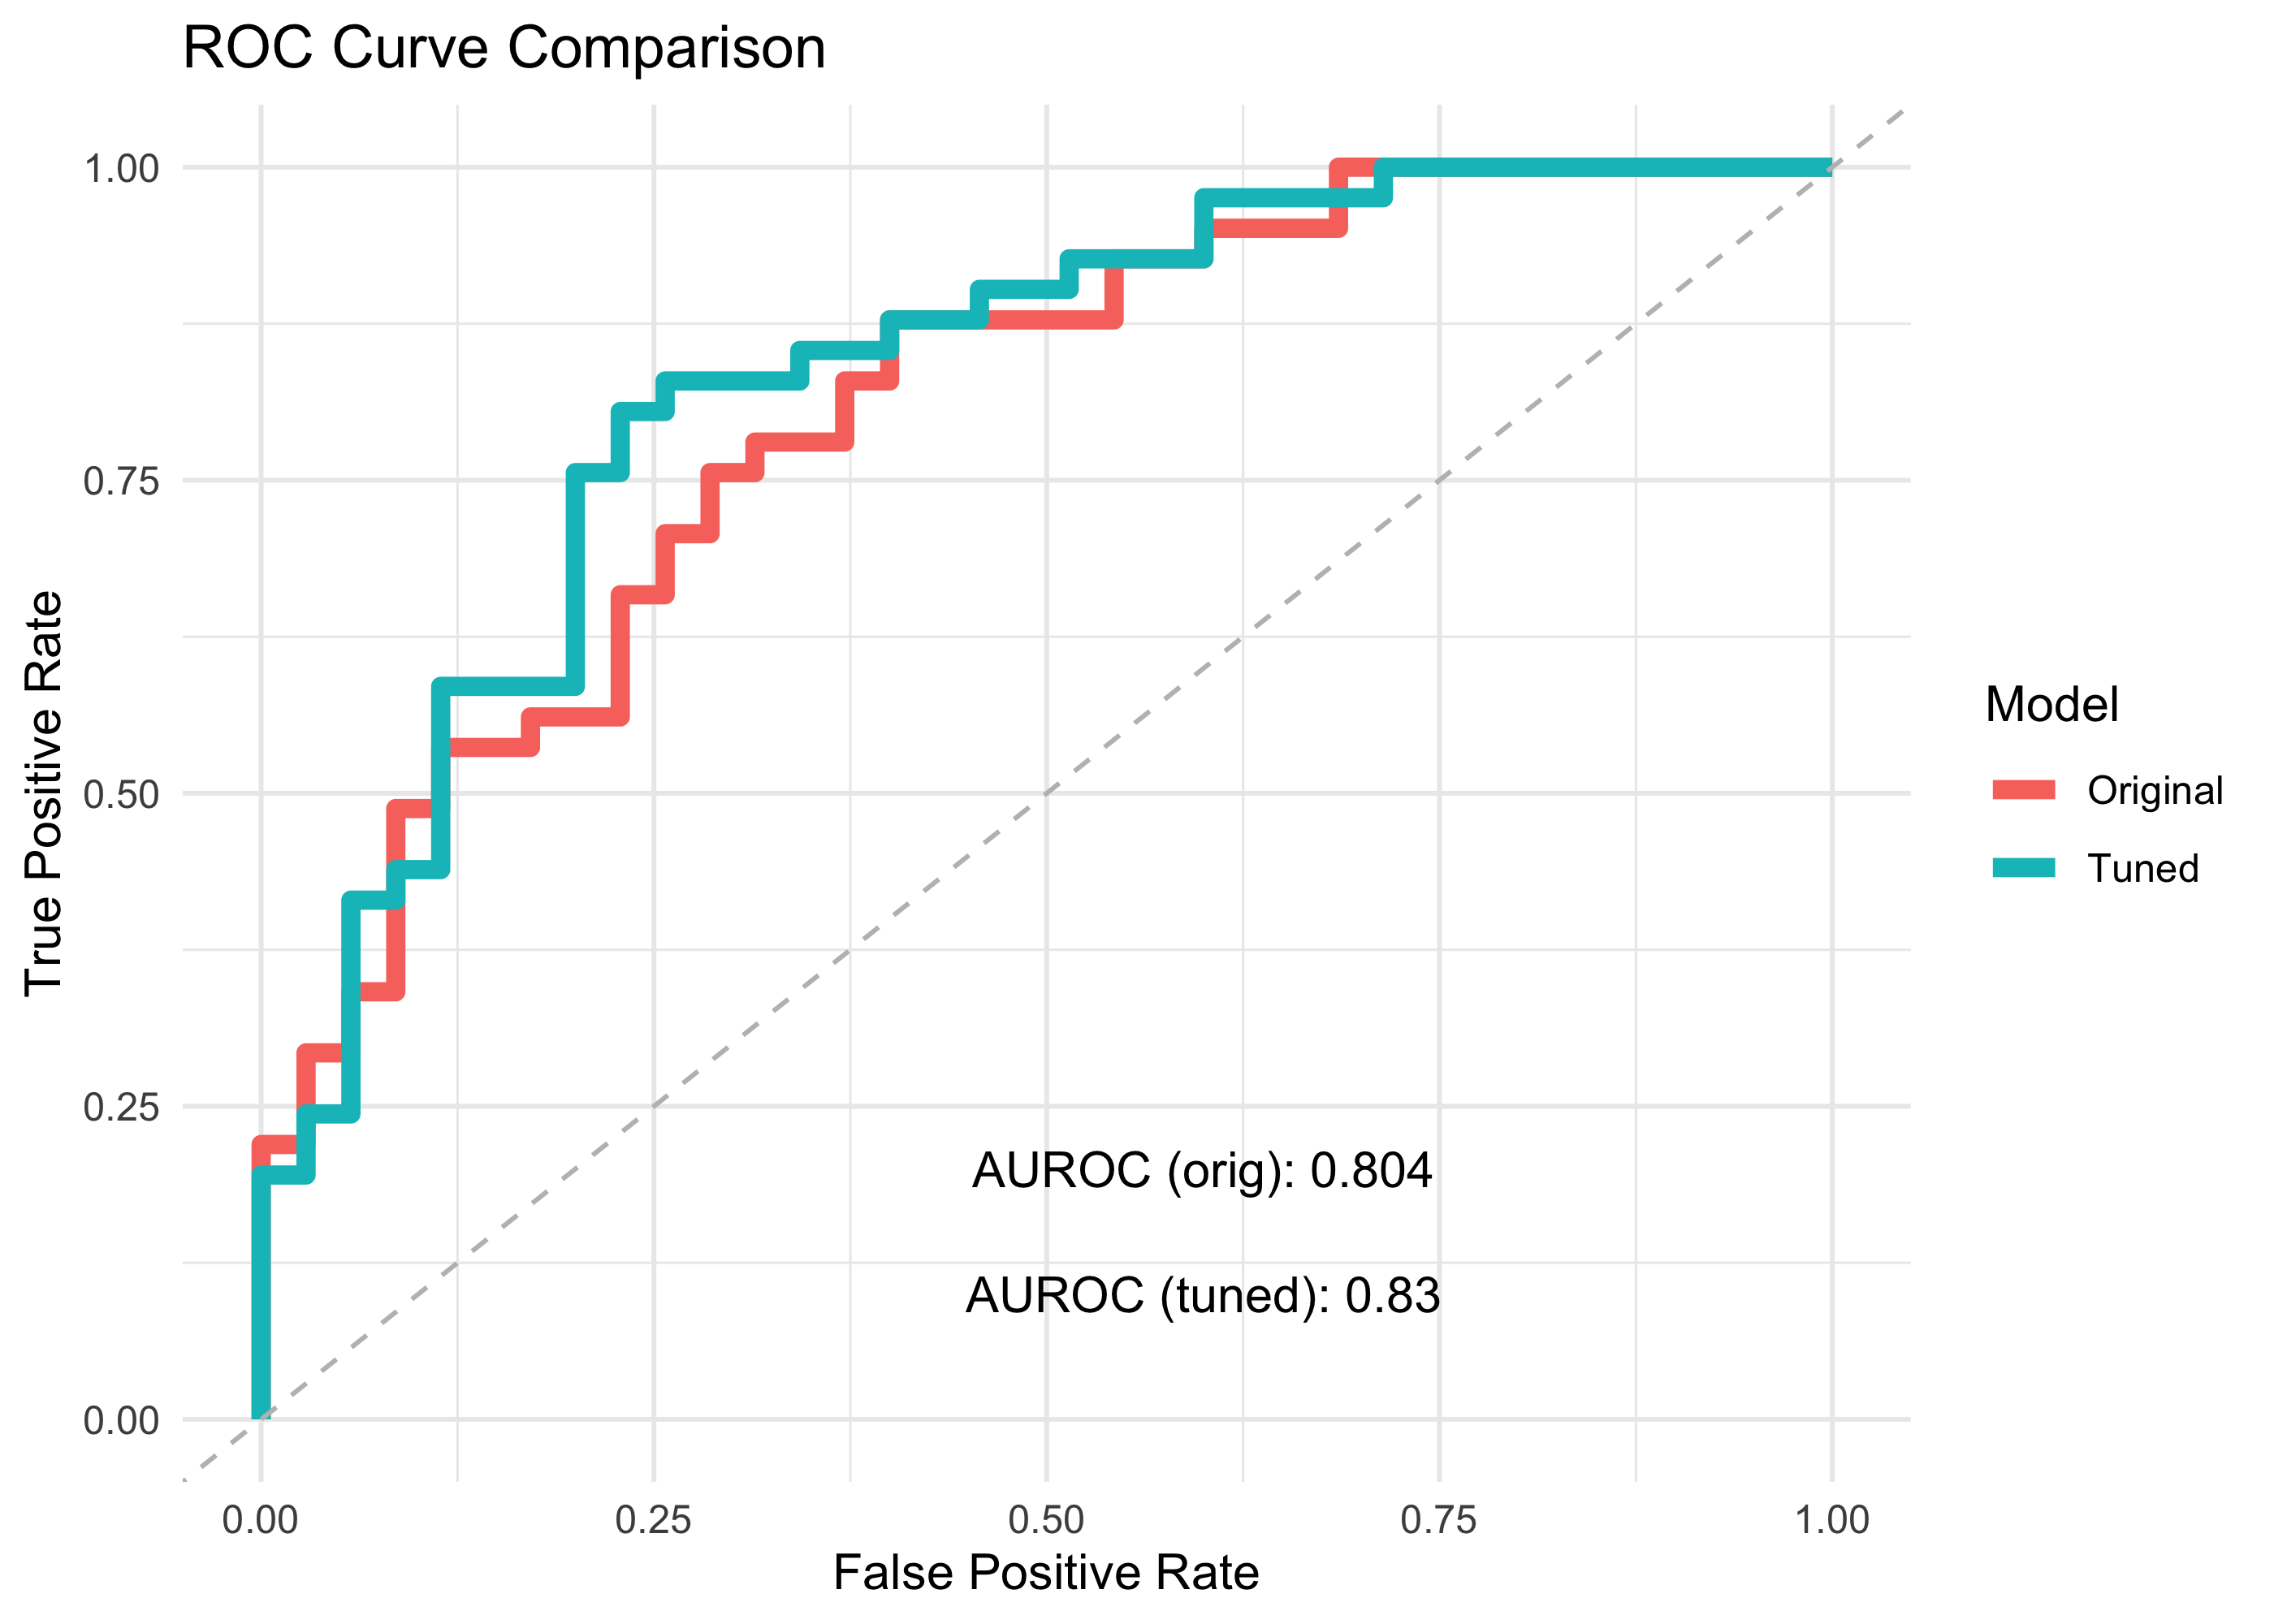 ROC Curve Comparison
1.00
0.75
0.50
0.25
0.00
True Positive Rate
0.00 0.25 0.50 0.75 1.00
False Positive Rate
AUROC (orig): 0.804
AUROC (tuned): 0.83
Model
Original
Tuned